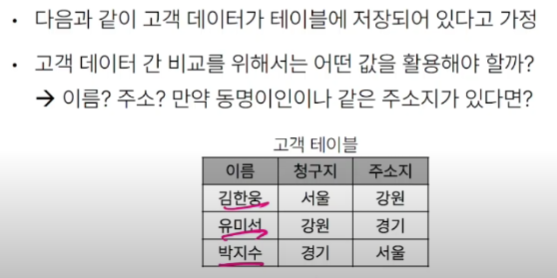 • 다음과 같이 고객 데이터가 테이블에 저장되어 있다고 가정
• 고객 데이터 간 비교를 위해서는 어떤 값을 활용해야 할까?
→ 이름? 주소? 만약 동명이인이나 같은 주소지가 있다면?
고객 테이블
이름 청구지 주소지
김한웅 서울 강원
유미선 강원 경기
박지수 경기 서울